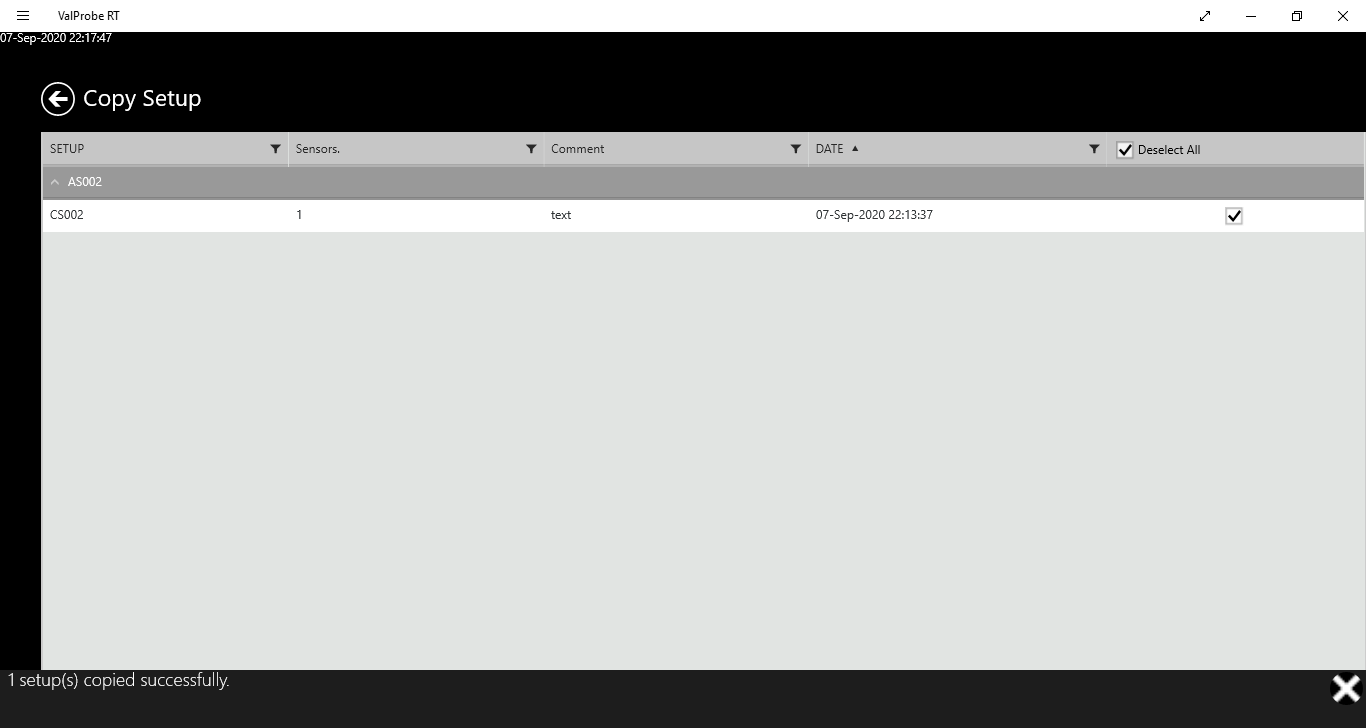 ValProbe RT
07-Sep-2020 22:17:47
Copy Setup
SETUP Sensors. Comment DATE Deselect All
AS002
CS002 1 text 07-Sep-2020 22:13:37
1 setup(s) copied successfully.